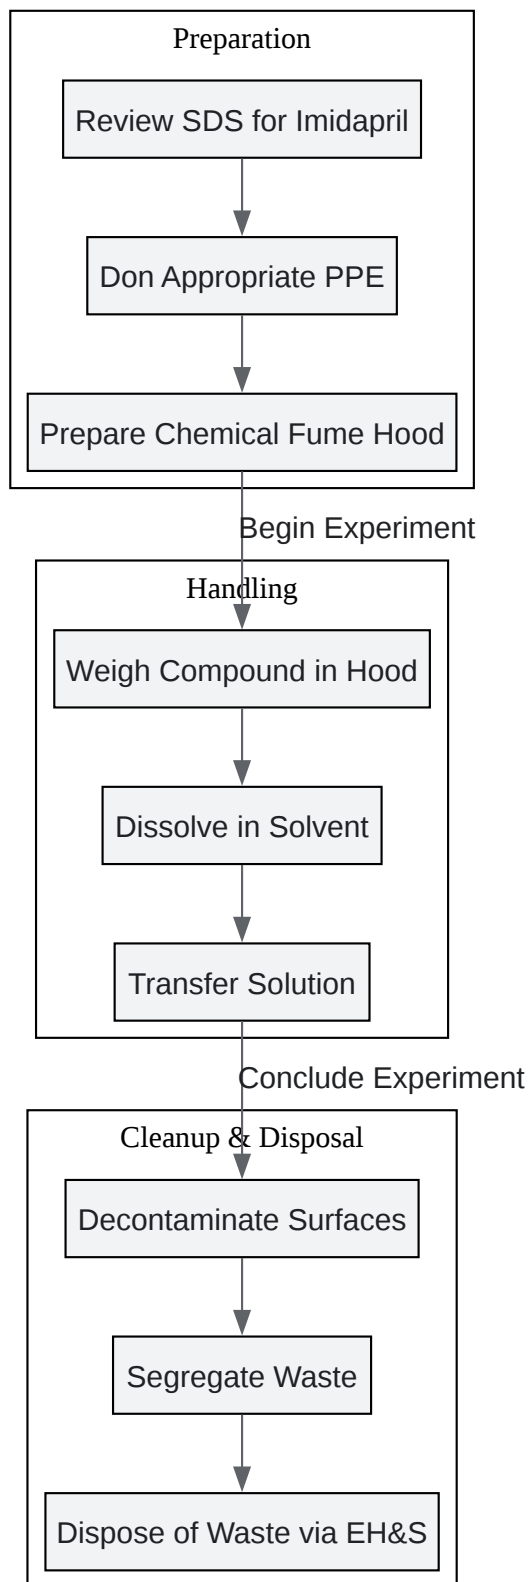 Preparation
Review SDS for Imidapril
Don Appropriate PPE
Prepare Chemical Fume Hood
Begin Experiment
Handling
Weigh Compound in Hood
Dissolve in Solvent
Transfer Solution
Conclude Experiment
Cleanup & Disposal
Decontaminate Surfaces
Segregate Waste
Dispose of Waste via EH&S